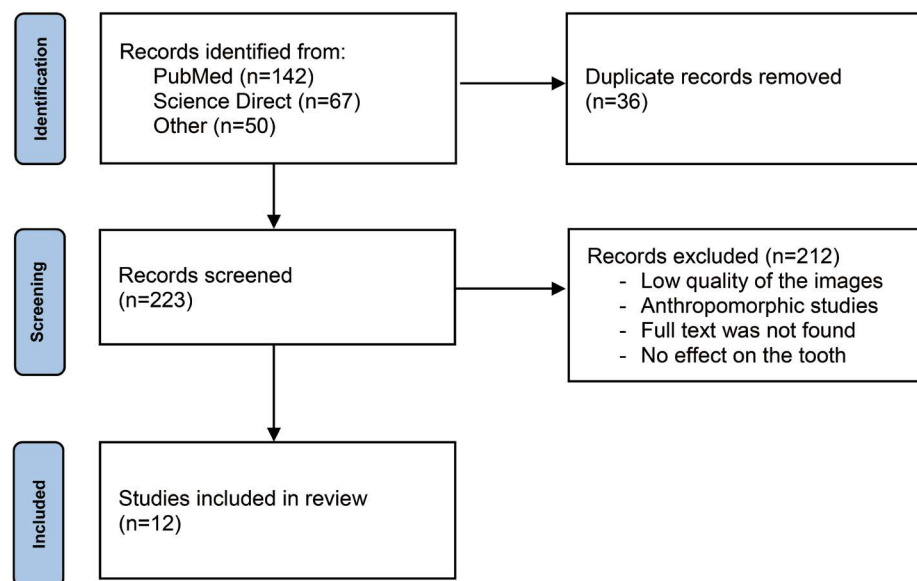 Identification
Records identified from:
PubMed (n=142)
Science Direct (n=67)
Other (n=50)
Duplicate records removed
(n=36)
Screening
Records screened
(n=223)
Records excluded (n=212)
- Low quality of the images
- Anthropomorphic studies
- Full text was not found
- No effect on the tooth
Included
Studies included in review
(n=12)